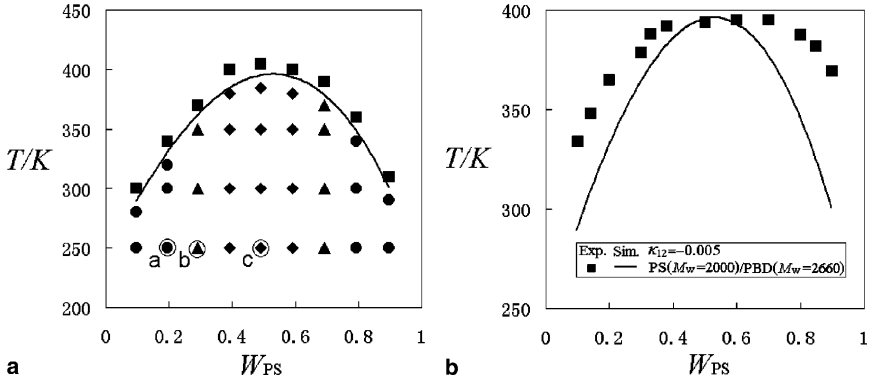 450
400
350
T/K
300
250
a b c
200
0 0.2 0.4 0.6 0.8 1
a
W_PS
400
350
T/K
300
Exp. Sim. κ₁₂=−0.005
PS(Mw=2000)/PBD(Mw=2660)
250
0 0.2 0.4 0.6 0.8 1
b
W_PS